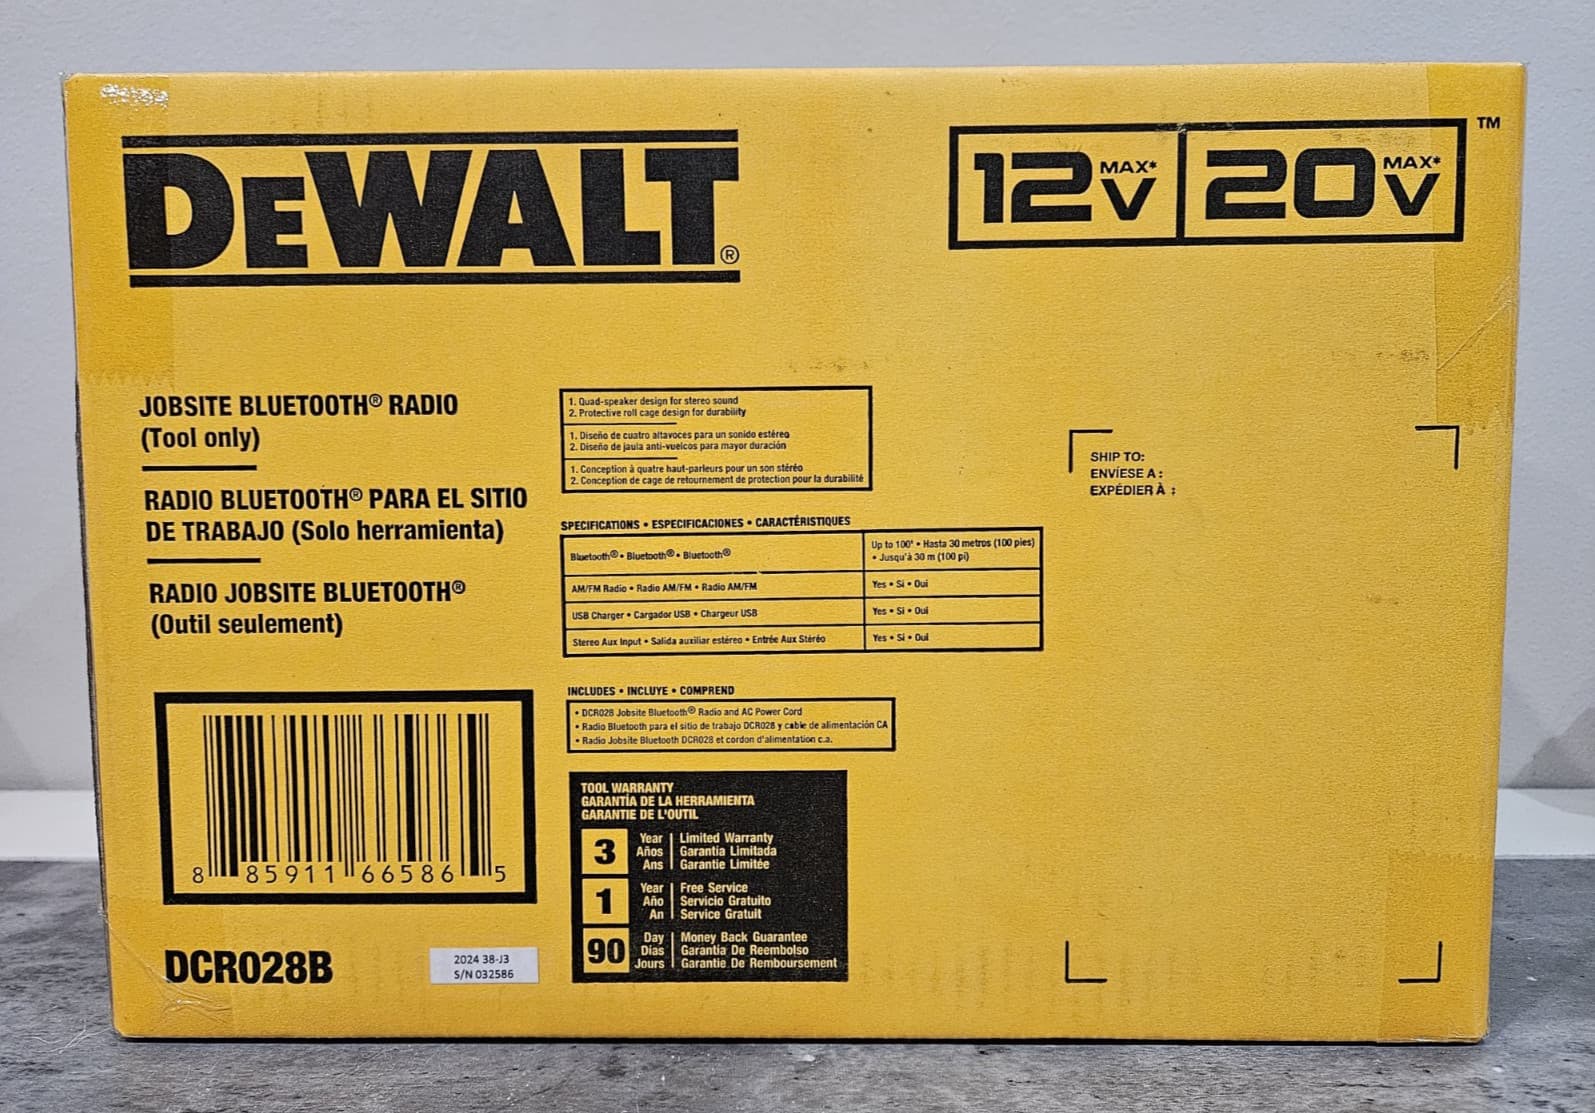 DEWALT®
12V MAX* 20V MAX* ™
JOBSITE BLUETOOTH® RADIO
(Tool only)
RADIO BLUETOOTH® PARA EL SITIO
DE TRABAJO (Solo herramienta)
RADIO JOBSITE BLUETOOTH®
(Outil seulement)
8 85911 66586 5
DCR028B
2024 38-J3
S/N 032586
1. Quad-speaker design for stereo sound
2. Protective roll cage design for durability
1. Diseño de cuatro altavoces para un sonido estéreo
2. Diseño de jaula anti-vuelcos para mayor duración
1. Conception à quatre haut-parleurs pour un son stéréo
2. Conception de cage de retournement de protection pour la durabilité
SPECIFICATIONS • ESPECIFICACIONES • CARACTÉRISTIQUES
Bluetooth® • Bluetooth® • Bluetooth®
Up to 100' • Hasta 30 metros (100 pies)
• Jusqu'à 30 m (100 pi)
AM/FM Radio • Radio AM/FM • Radio AM/FM
Yes • Si • Oui
USB Charger • Cargador USB • Chargeur USB
Yes • Si • Oui
Stereo Aux Input • Salida auxiliar estéreo • Entrée Aux Stéréo
Yes • Si • Oui
INCLUDES • INCLUYE • COMPREND
• DCR028 Jobsite Bluetooth® Radio and AC Power Cord
• Radio Bluetooth para el sitio de trabajo DCR028 y cable de alimentación CA
• Radio Jobsite Bluetooth DCR028 et cordon d'alimentation c.a.
TOOL WARRANTY
GARANTÍA DE LA HERRAMIENTA
GARANTIE DE L'OUTIL
3
Year Limited Warranty
Años Garantía Limitada
Ans Garantie Limitée
1
Year Free Service
Año Servicio Gratuito
An Service Gratuit
90
Day Money Back Guarantee
Días Garantía De Reembolso
Jours Garantie De Remboursement
SHIP TO:
ENVÍESE A :
EXPÉDIER À :